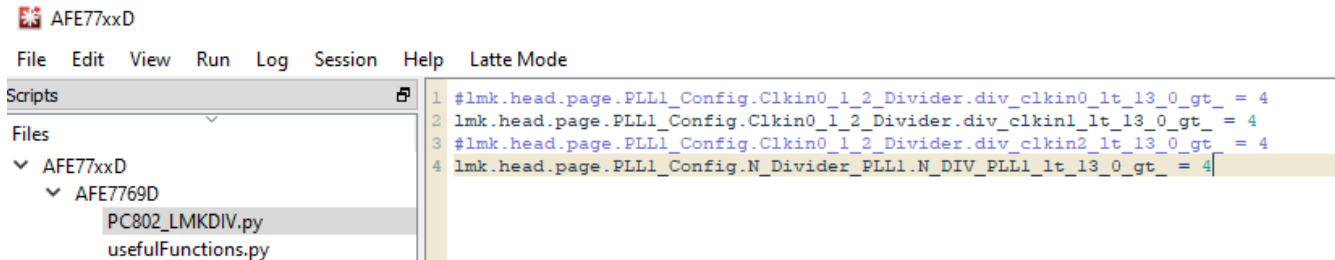 AFE77xxD
File Edit View Run Log Session Help Latte Mode
Scripts
Files
AFE77xxD
AFE7769D
PC802_LMKDIV.py
usefulFunctions.py
1 #lmk.head.page.PLL1_Config.Clkin0_1_2_Divider.div_clkin0_lt_13_0_gt_ = 4
2 lmk.head.page.PLL1_Config.Clkin0_1_2_Divider.div_clkin1_lt_13_0_gt_ = 4
3 #lmk.head.page.PLL1_Config.Clkin0_1_2_Divider.div_clkin2_lt_13_0_gt_ = 4
4 lmk.head.page.PLL1_Config.N_Divider_PLL1.N_DIV_PLL1_lt_13_0_gt_ = 4